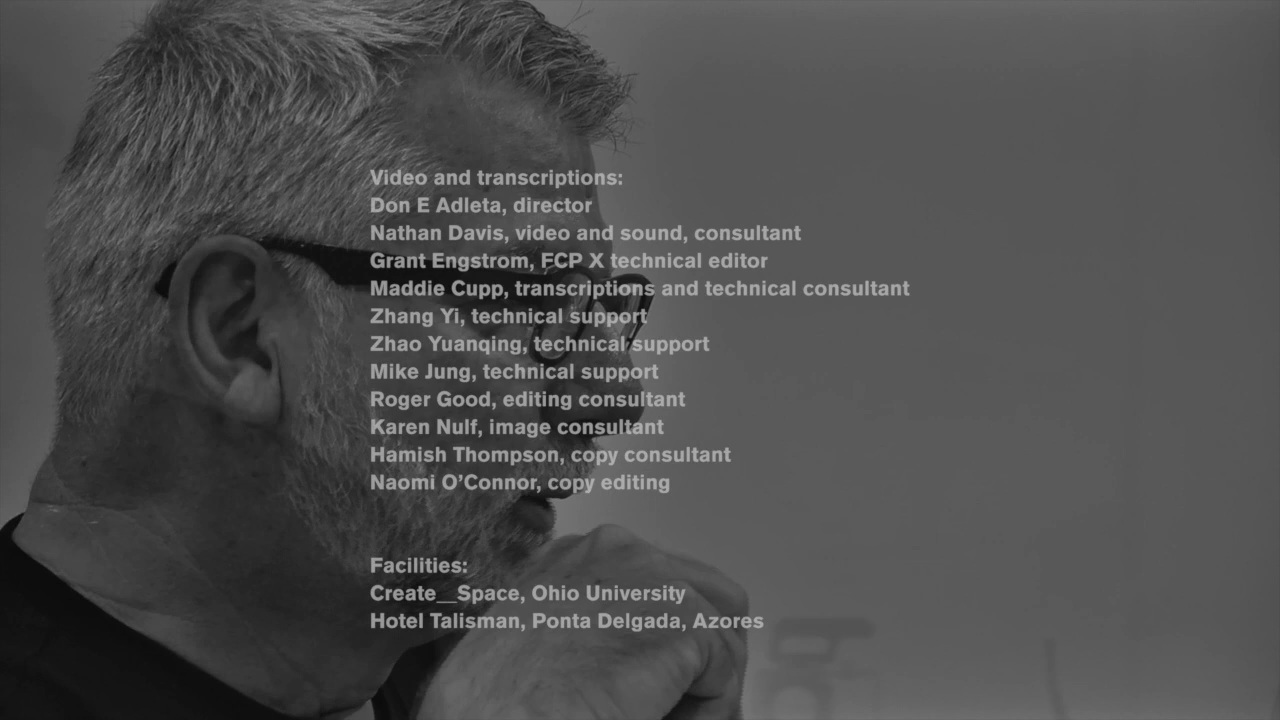 Video and transcriptions:
Don E Adleta, director
Nathan Davis, video and sound, consultant
Grant Engstrom, FCP X technical editor
Maddie Cupp, transcriptions and technical consultant
Zhang Yi, technical support
Zhao Yuanqing, technical support
Mike Jung, technical support
Roger Good, editing consultant
Karen Nulf, image consultant
Hamish Thompson, copy consultant
Naomi O’Connor, copy editing
Facilities:
Create__Space, Ohio University
Hotel Talisman, Ponta Delgada, Azores